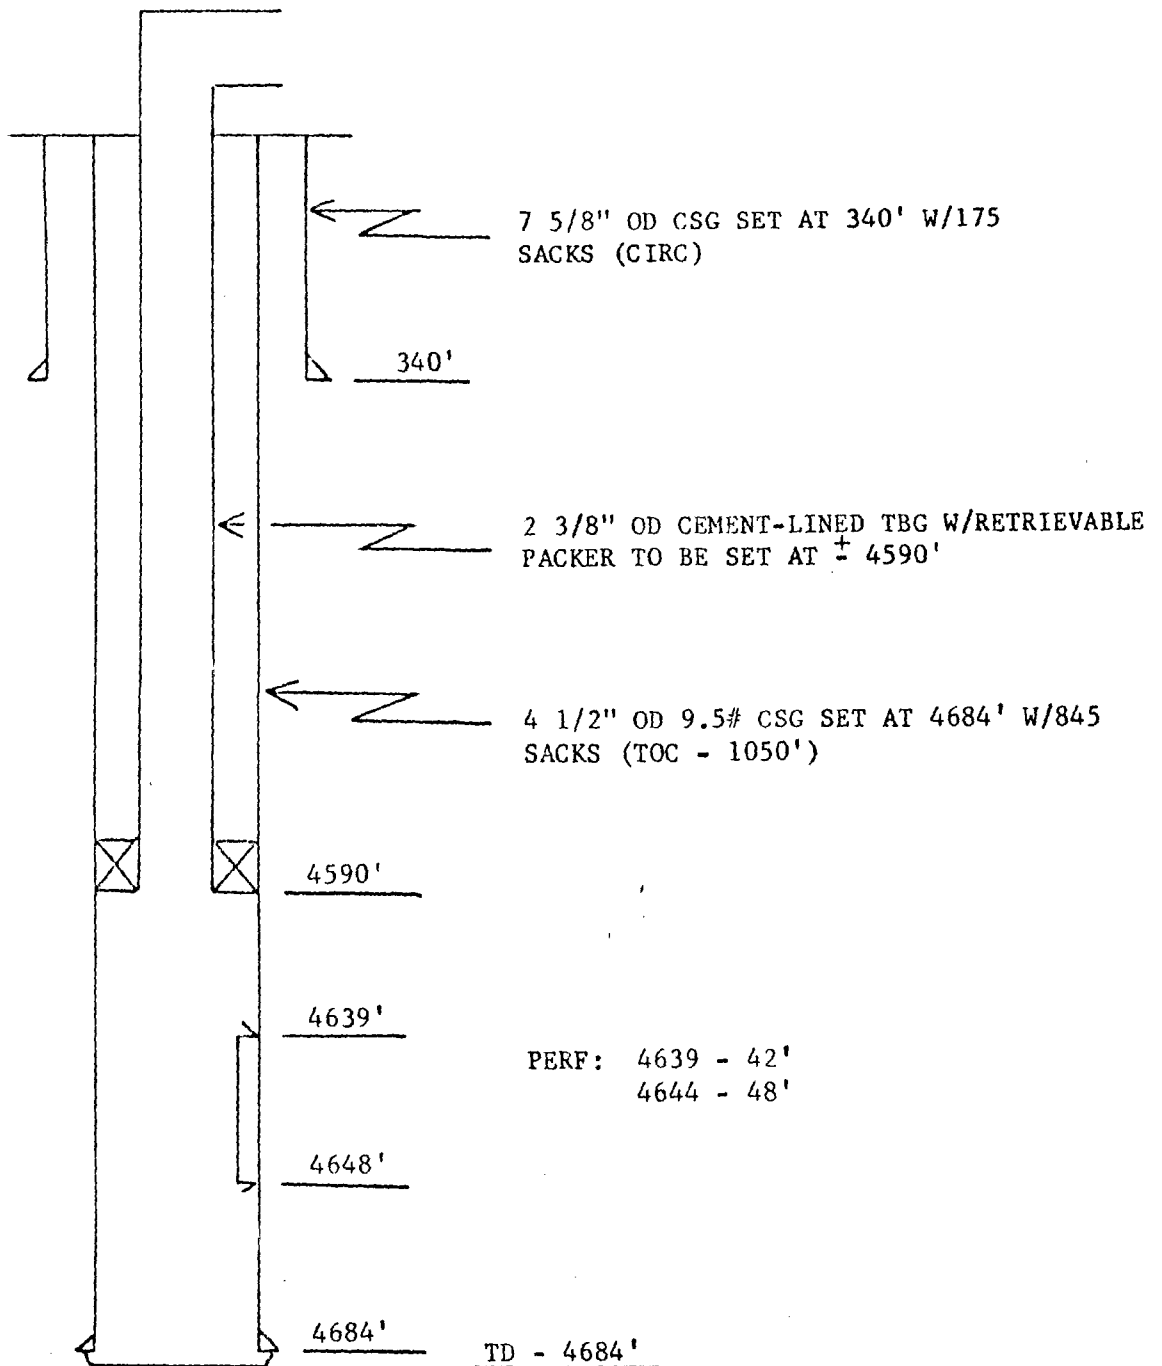 7 5/8" OD CSG SET AT 340' W/175
SACKS (CIRC)
340'
2 3/8" OD CEMENT-LINED TBG W/RETRIEVABLE
PACKER TO BE SET AT ± 4590'
4 1/2" OD 9.5# CSG SET AT 4684' W/845
SACKS (TOC - 1050')
4590'
4639'
PERF: 4639 - 42'
4644 - 48'
4648'
4684'
TD - 4684'